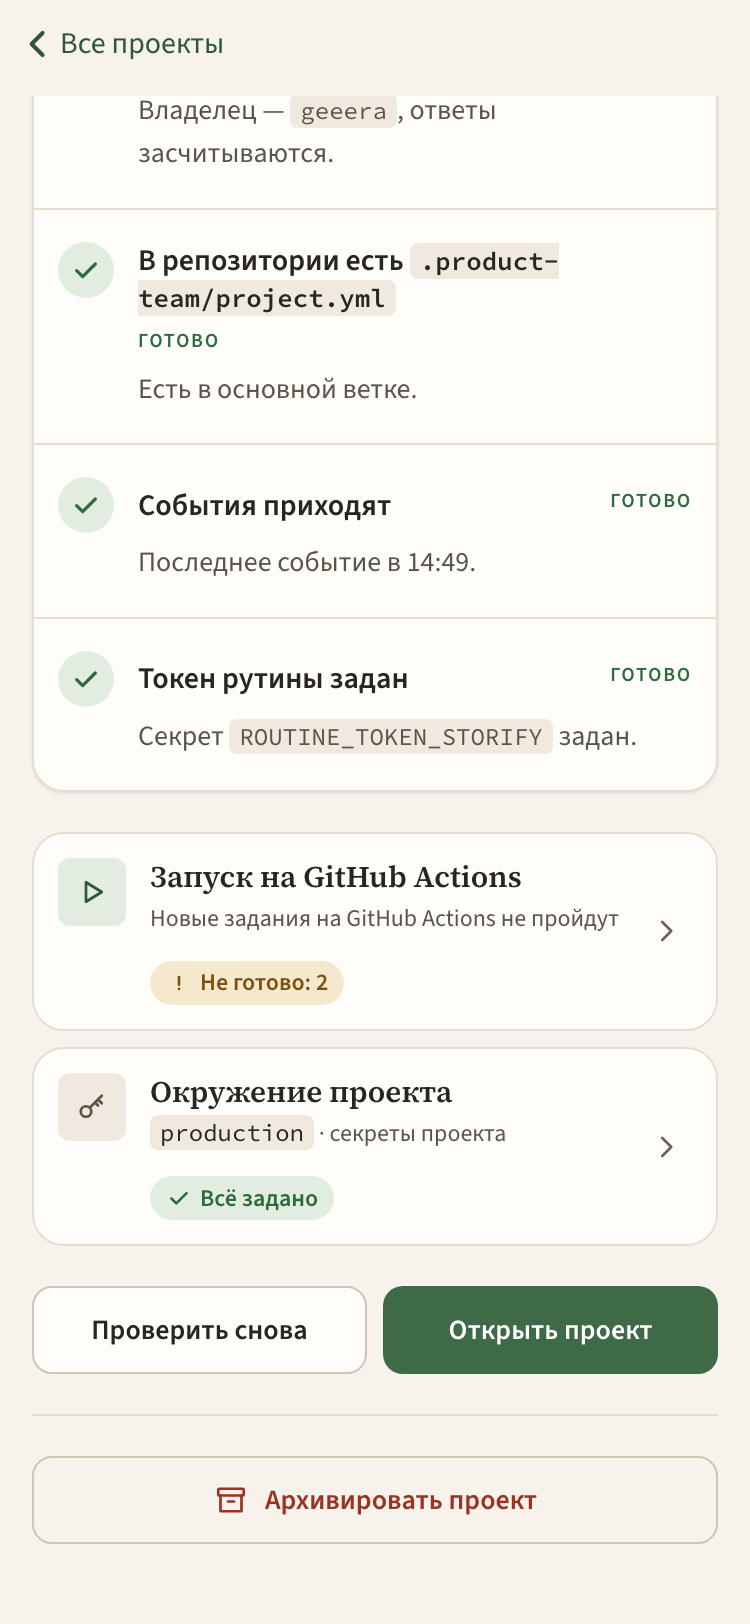 Все проекты
Владелец — geeera, ответы
засчитываются.
В репозитории есть .product-
team/project.yml
ГОТОВО
Есть в основной ветке.
События приходят
ГОТОВО
Последнее событие в 14:49.
Токен рутины задан
ГОТОВО
Секрет ROUTINE_TOKEN_STORIFY задан.
Запуск на GitHub Actions
Новые задания на GitHub Actions не пройдут
! Не готово: 2
Окружение проекта
production · секреты проекта
Всё задано
Проверить снова
Открыть проект
Архивировать проект